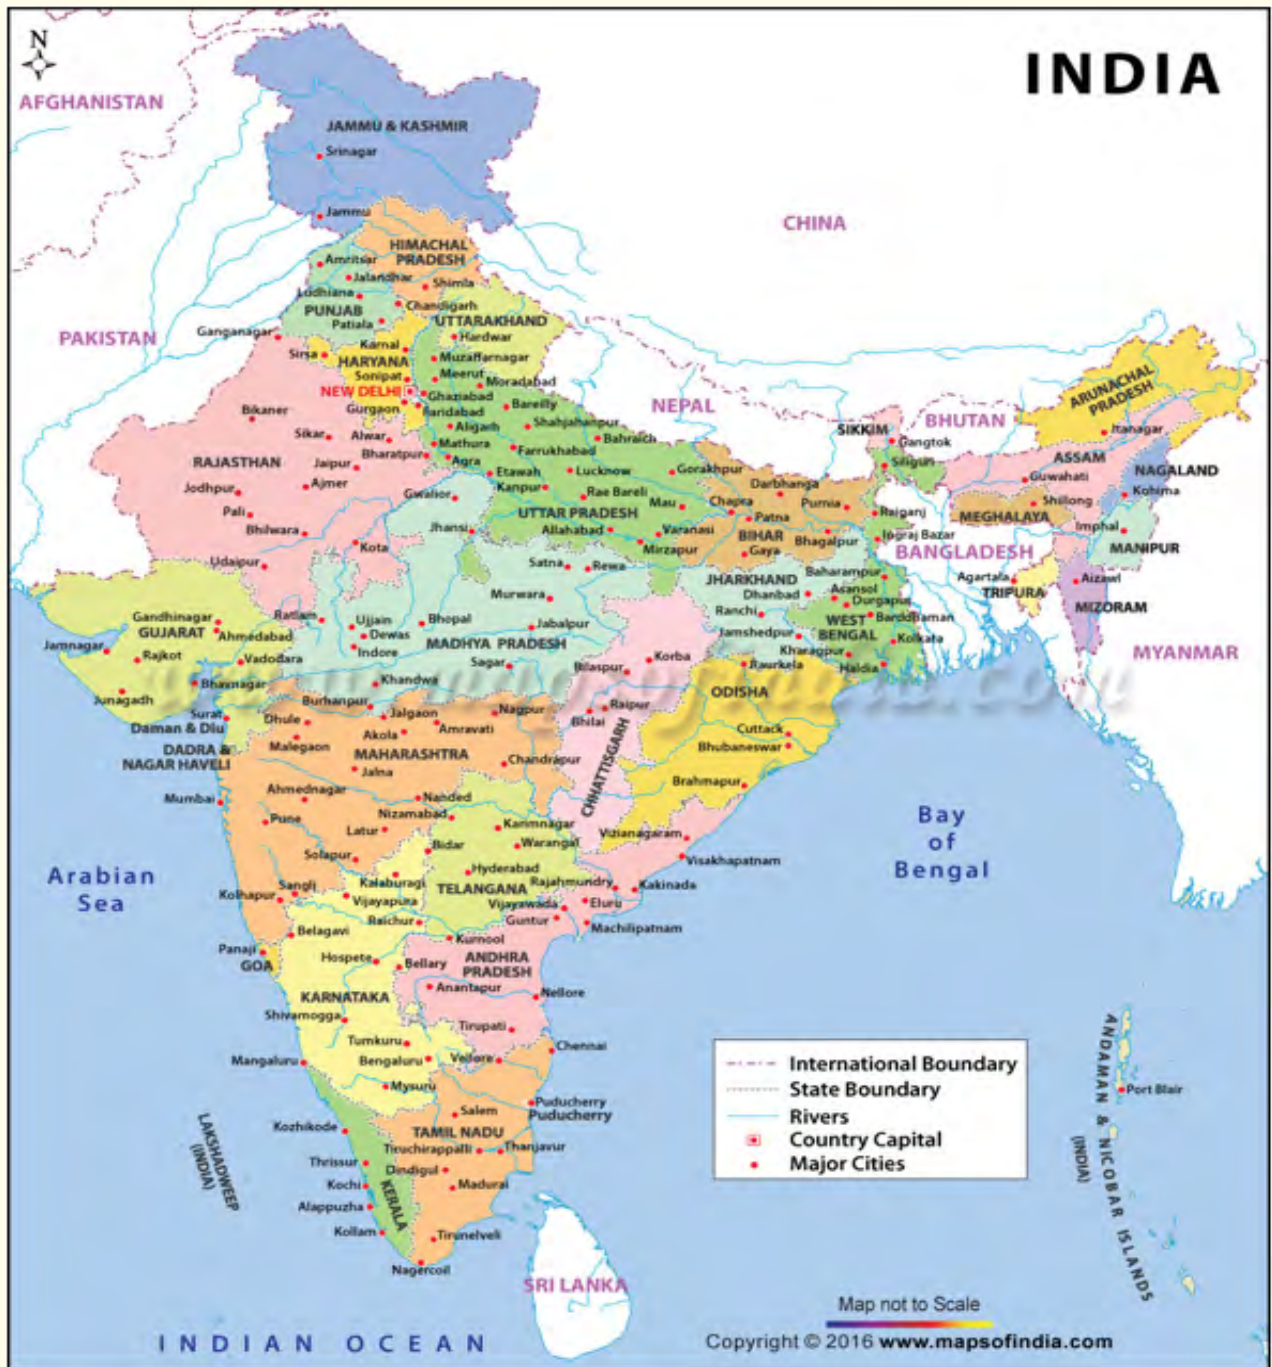 N
INDIA
AFGHANISTAN
JAMMU & KASHMIR
Srinagar
Jammu
CHINA
HIMACHAL
PRADESH
Amritsar
Jalandhar
Shimla
Ludhiana
Chandigarh
PUNJAB
Patiala
UTTARAKHAND
Hardwar
PAKISTAN
Ganganagar
Karnal
Sirsa
HARYANA
Muzaffarnagar
Sonipat
Meerut
Moradabad
NEW DELHI
Ghaziabad
Gurgaon
Faridabad
Bareilly
NEPAL
BHUTAN
ARUNACHAL
PRADESH
Itanagar
SIKKIM
Gangtok
Bikaner
Sikar
Alwar
Aligarh
Shahjahanpur
Mathura
Bahraich
Bharatpur
Agra
Farrukhabad
RAJASTHAN
Jaipur
Etawah
Lucknow
Gorakhpur
Siliguri
ASSAM
Guwahati
NAGALAND
Kohima
Jodhpur
Ajmer
Gwalior
Kanpur
Rae Bareli
Darbhanga
Mau
Chapra
Purnia
Shillong
MEGHALAYA
Pali
UTTAR PRADESH
Patna
Raiganj
Imphal
Bhilwara
Jhansi
Allahabad
Varanasi
BIHAR
Bhagalpur
Ingraj Bazar
MANIPUR
Kota
Mirzapur
Gaya
BANGLADESH
Udaipur
Satna
Rewa
JHARKHAND
Baharampur
Agartala
Aizawl
Dhanbad
Asansol
TRIPURA
Murwara
Durgapur
MIZORAM
Gandhinagar
Ratlam
Ujjain
Bhopal
Jabalpur
Ranchi
WEST
BENGAL
Barddhaman
GUJARAT
Ahmedabad
Dewas
MADHYA PRADESH
Jamshedpur
Kolkata
Jamnagar
Rajkot
Vadodara
Indore
Sagar
Korba
Kharagpur
MYANMAR
Bilaspur
Raurkela
Haldia
www.mapsofindia.com
Bhavnagar
Khandwa
Junagadh
Burhanpur
ODISHA
Surat
Dhule
Jalgaon
Nagpur
Bhilai
Raipur
Daman & Diu
Akola
Amravati
Cuttack
Malegaon
Bhubaneswar
DADRA &
NAGAR HAVELI
MAHARASHTRA
Chandrapur
CHHATTISGARH
Jalna
Brahmapur
Mumbai
Ahmednagar
Nanded
Bay
of
Bengal
Pune
Nizamabad
Karimnagar
Latur
Vizianagaram
Bidar
Warangal
Solapur
Visakhapatnam
Arabian
Sea
Hyderabad
Kalaburagi
TELANGANA
Rajahmundry
Kakinada
Kolhapur
Sangli
Vijayapura
Vijayawada
Eluru
Raichur
Guntur
Machilipatnam
Belagavi
Kurnool
Panaji
GOA
Hospete
Bellary
ANDHRA
PRADESH
Anantapur
Nellore
KARNATAKA
Shivamogga
Tirupati
Tumkuru
Chennai
Bengaluru
Vellore
Mangaluru
Mysuru
Puducherry
Puducherry
Salem
LAKSHADWEEP
(INDIA)
Kozhikode
TAMIL NADU
Tiruchirappalli
Thanjavur
Thrissur
Dindigul
Kochi
KERALA
Madurai
Alappuzha
Kollam
Tirunelveli
Nagercoil
SRI LANKA
International Boundary
State Boundary
Rivers
Country Capital
Major Cities
ANDAMAN & NICOBAR ISLANDS
(INDIA)
Port Blair
INDIAN OCEAN
Map not to Scale
Copyright © 2016 www.mapsofindia.com